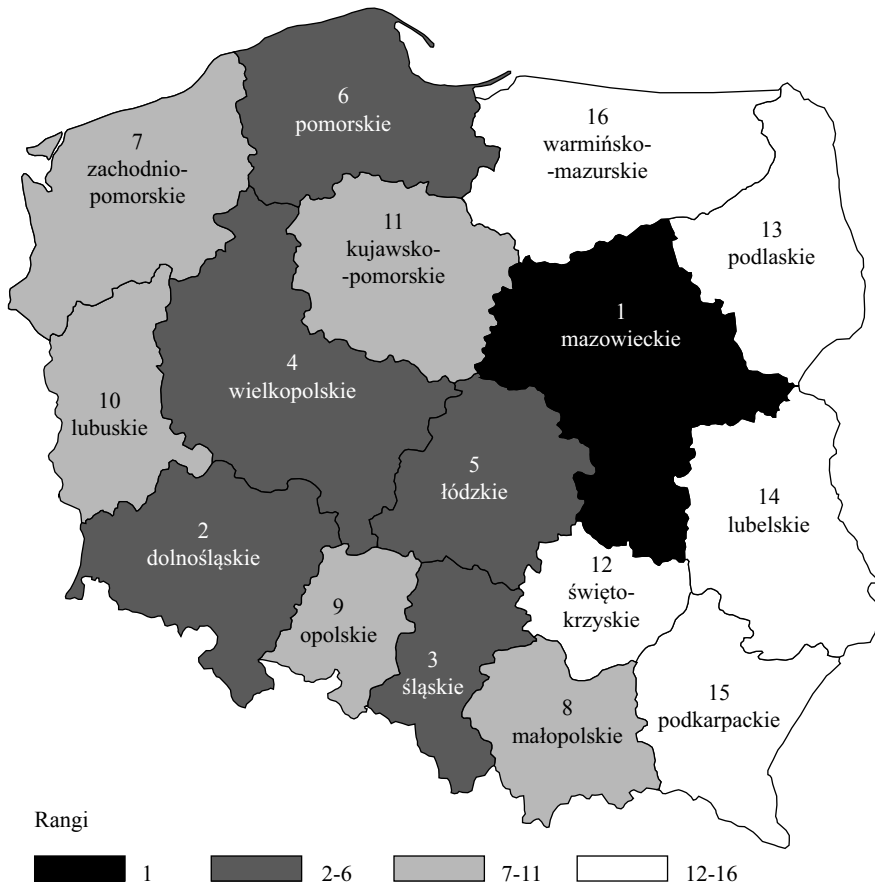 6
pomorskie
7
zachodnio-
pomorskie
16
warmińsko-
-mazurskie
11
kujawsko-
-pomorskie
13
podlaskie
1
mazowieckie
4
wielkopolskie
10
lubuskie
5
łódzkie
14
lubelskie
2
dolnośląskie
12
święto-
krzyskie
9
opolskie
3
śląskie
15
podkarpackie
8
małopolskie
Rangi
1
2-6
7-11
12-16